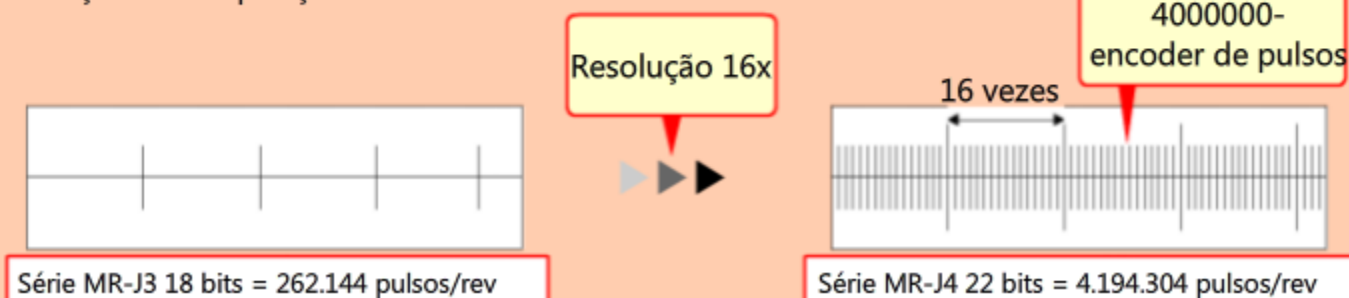 Resolução 16x
4000000-
encoder de pulsos
16 vezes
Série MR-J3 18 bits = 262.144 pulsos/rev
Série MR-J4 22 bits = 4.194.304 pulsos/rev